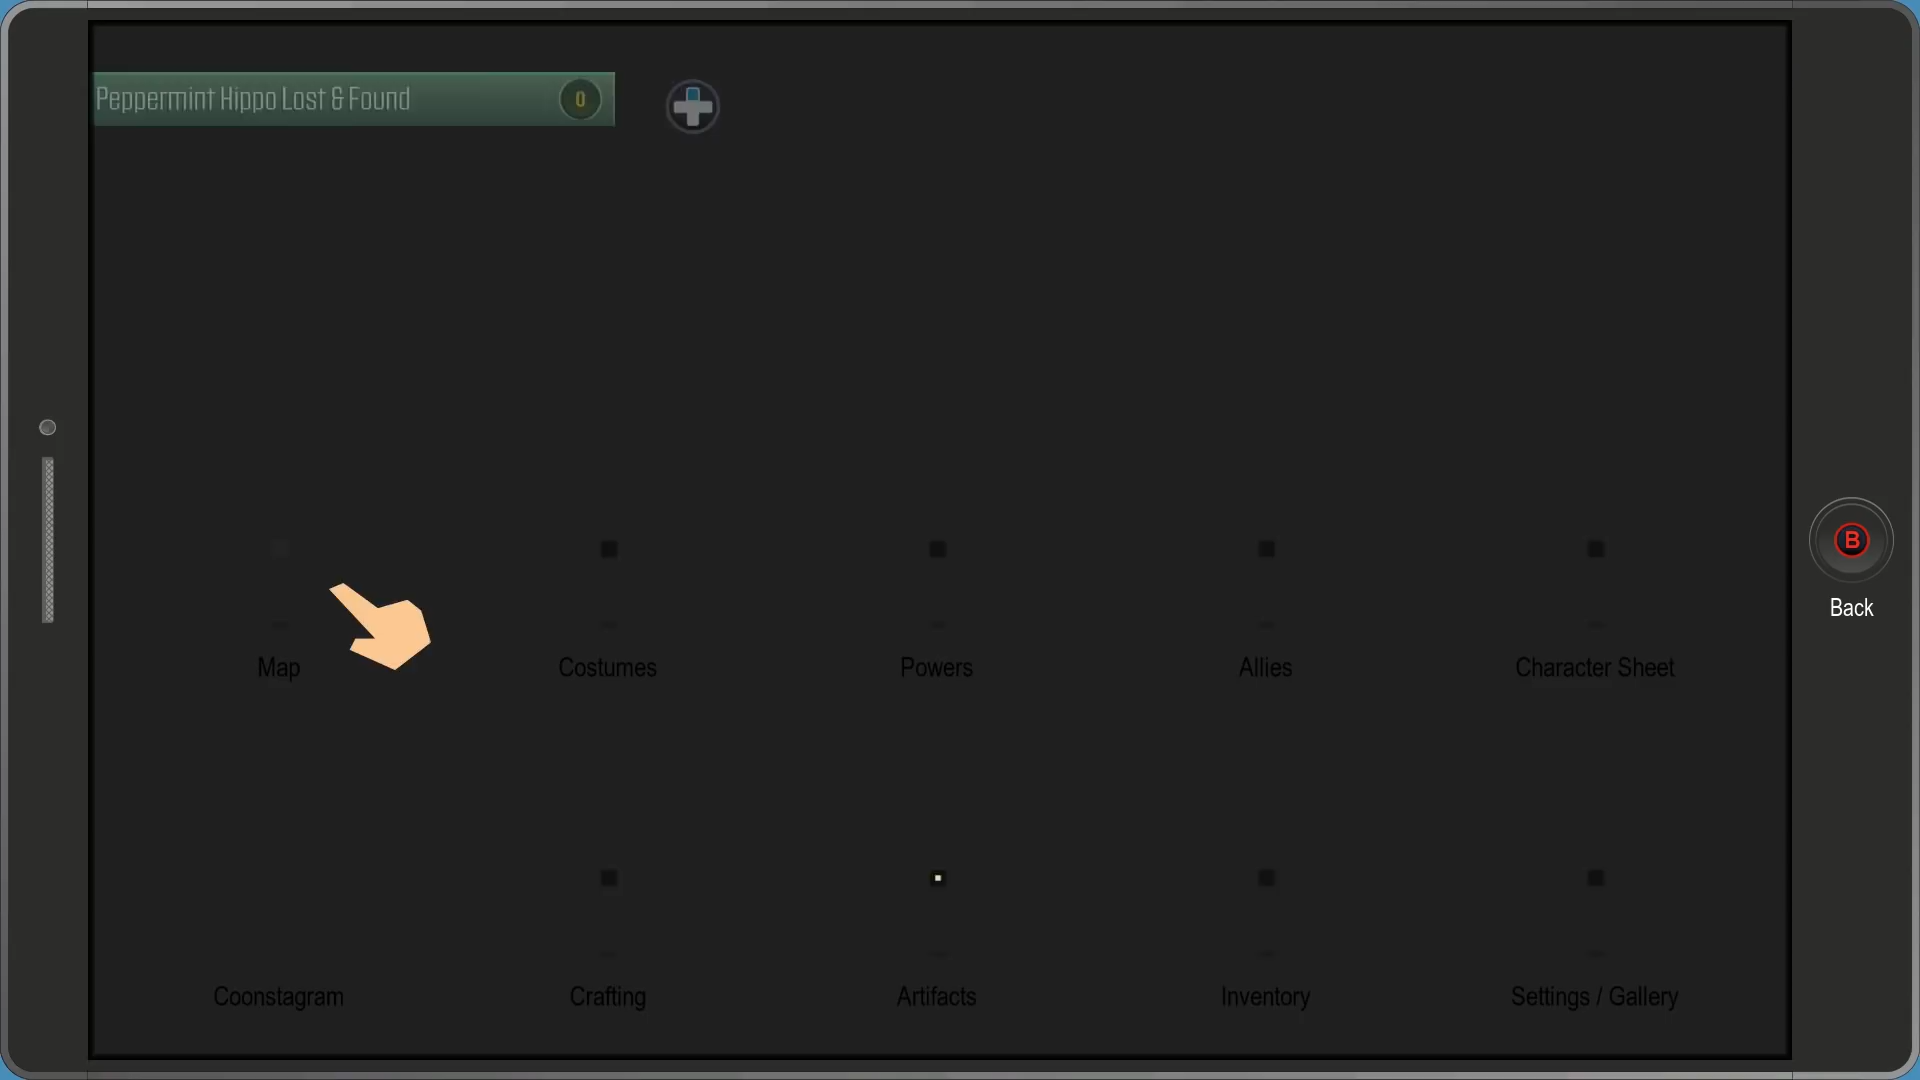 Peppermint Hippo Lost & Found 0
B
Back
Map Costumes Powers Allies Character Sheet
Coonstagram Crafting Artifacts Inventory Settings / Gallery